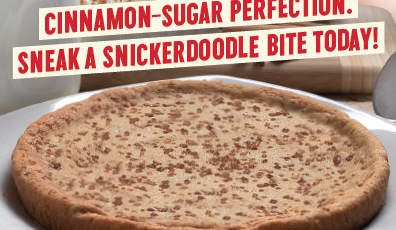 CINNAMON-SUGAR PERFECTION.
SNEAK A SNICKERDOODLE BITE TODAY!